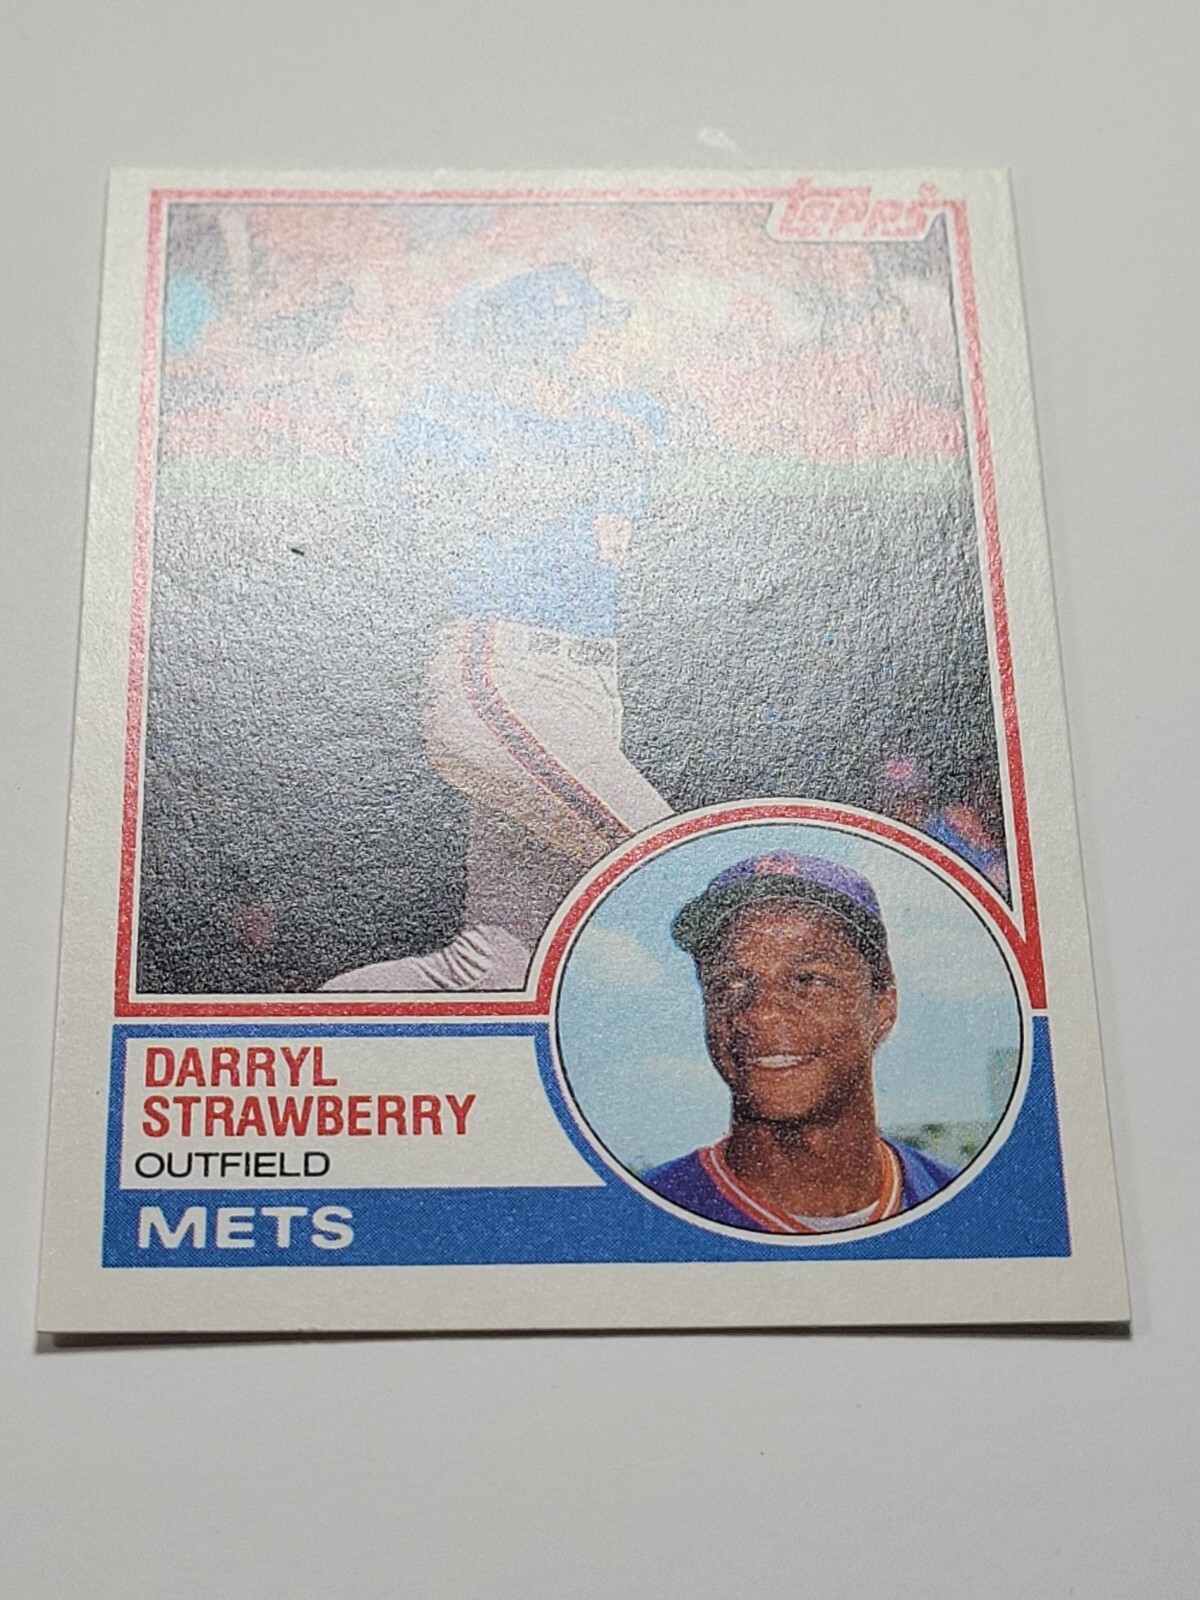 Topps
DARRYL
STRAWBERRY
OUTFIELD
METS